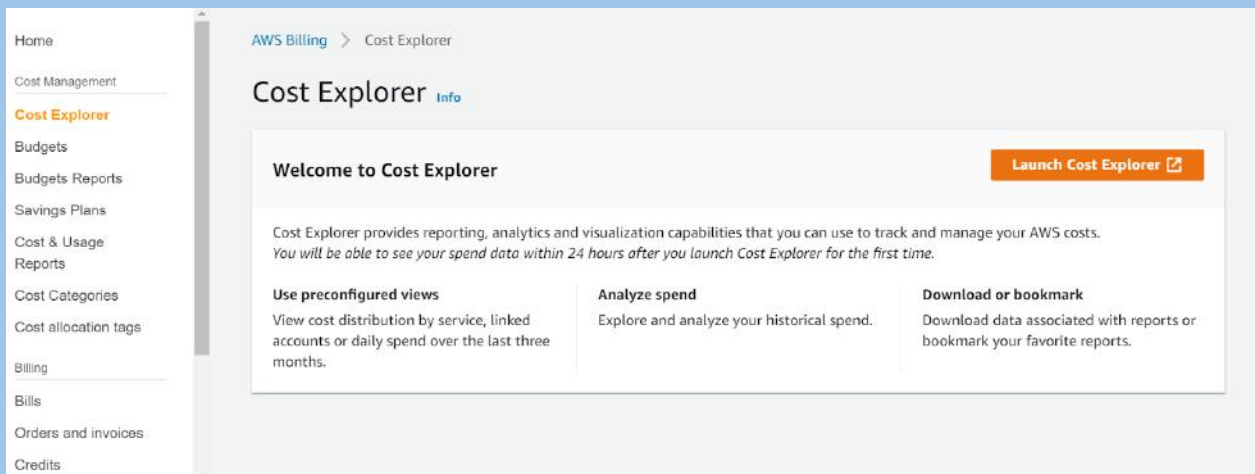 Home
Cost Management
Cost Explorer
Budgets
Budgets Reports
Savings Plans
Cost & Usage
Reports
Cost Categories
Cost allocation tags
Billing
Bills
Orders and invoices
Credits
AWS Billing > Cost Explorer
Cost Explorer Info
Welcome to Cost Explorer
Launch Cost Explorer
Cost Explorer provides reporting, analytics and visualization capabilities that you can use to track and manage your AWS costs.
You will be able to see your spend data within 24 hours after you launch Cost Explorer for the first time.
Use preconfigured views
View cost distribution by service, linked
accounts or daily spend over the last three
months.
Analyze spend
Explore and analyze your historical spend.
Download or bookmark
Download data associated with reports or
bookmark your favorite reports.